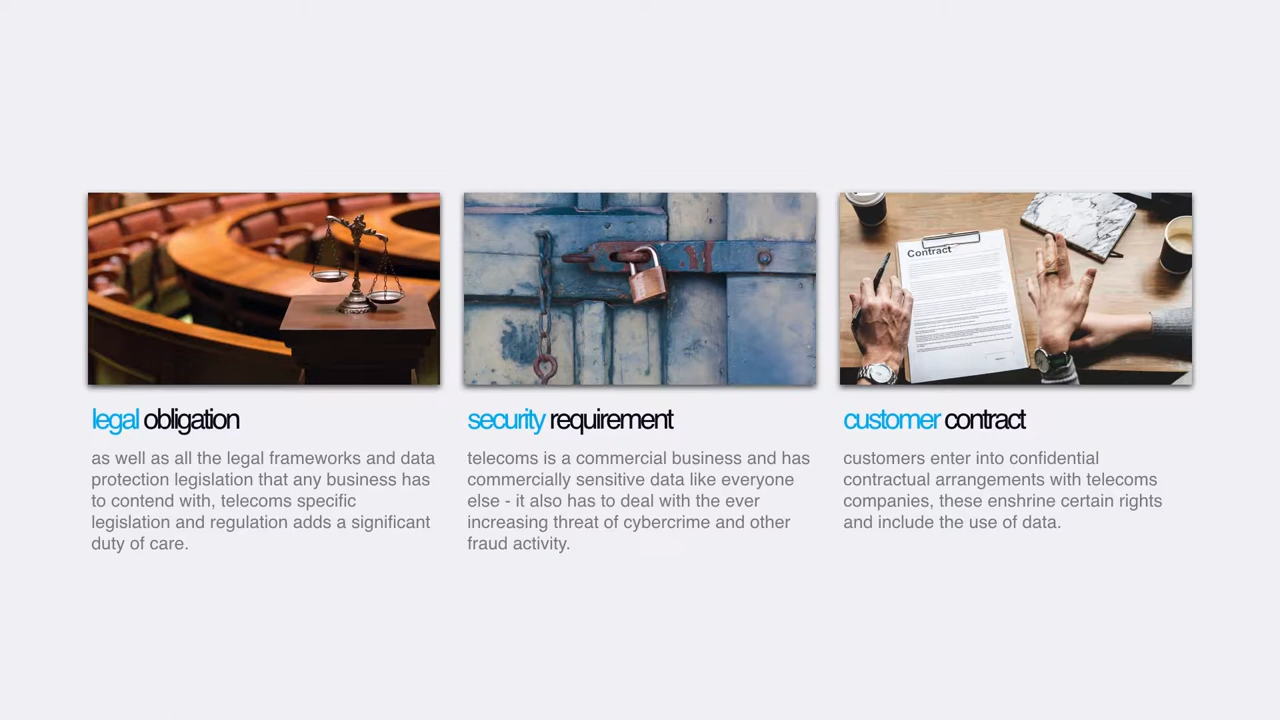 Contract
legal obligation
as well as all the legal frameworks and data
protection legislation that any business has
to contend with, telecoms specific
legislation and regulation adds a significant
duty of care.
security requirement
telecoms is a commercial business and has
commercially sensitive data like everyone
else - it also has to deal with the ever
increasing threat of cybercrime and other
fraud activity.
customer contract
customers enter into confidential
contractual arrangements with telecoms
companies, these enshrine certain rights
and include the use of data.